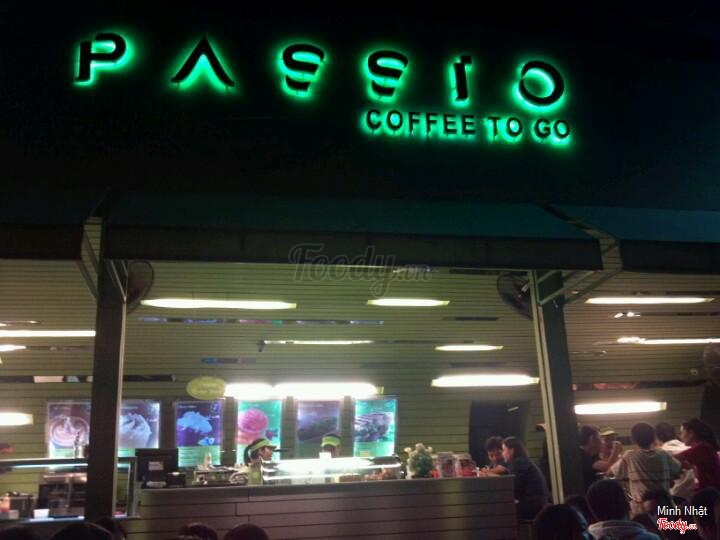 PASSIO
COFFEE TO GO
Foody.vn
Minh Nhật
Foody.vn